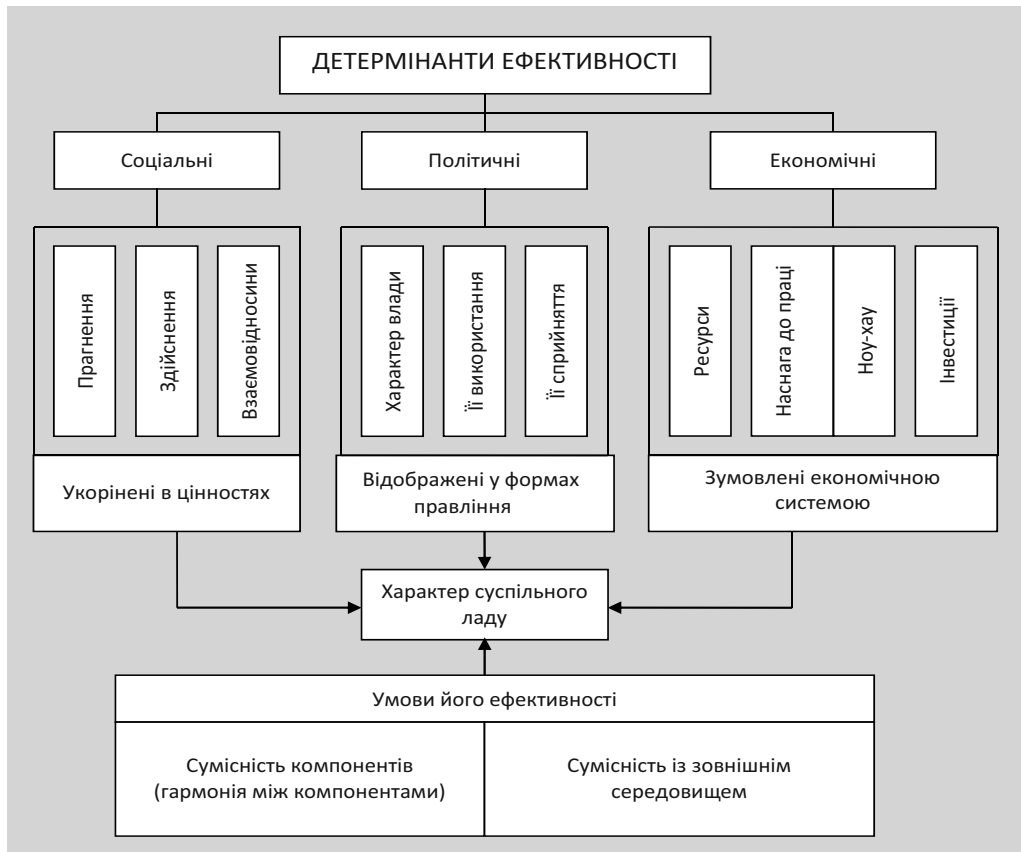 ДЕТЕРМІНАНТИ ЕФЕКТИВНОСТІ
Соціальні
Політичні
Економічні
Прагнення
Здійснення
Взаємовідносини
Характер влади
Її використання
Її сприйняття
Ресурси
Наснага до праці
Ноу-хау
Інвестиції
Укорінені в цінностях
Відображені у формах
правління
Зумовлені економічною
системою
Характер суспільного
ладу
Умови його ефективності
Сумісність компонентів
(гармонія між компонентами)
Сумісність із зовнішнім
середовищем